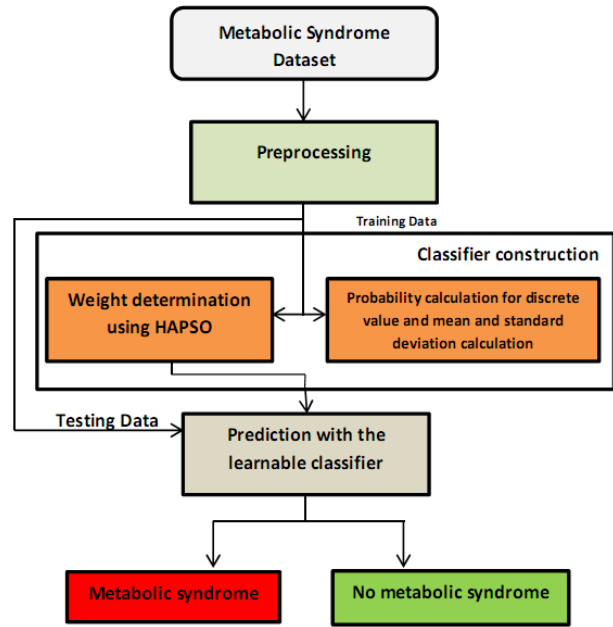 Metabolic Syndrome
Dataset
Preprocessing
Training Data
Classifier construction
Weight determination
using HAPSO
Probability calculation for discrete
value and mean and standard
deviation calculation
Testing Data
Prediction with the
learnable classifier
Metabolic syndrome
No metabolic syndrome